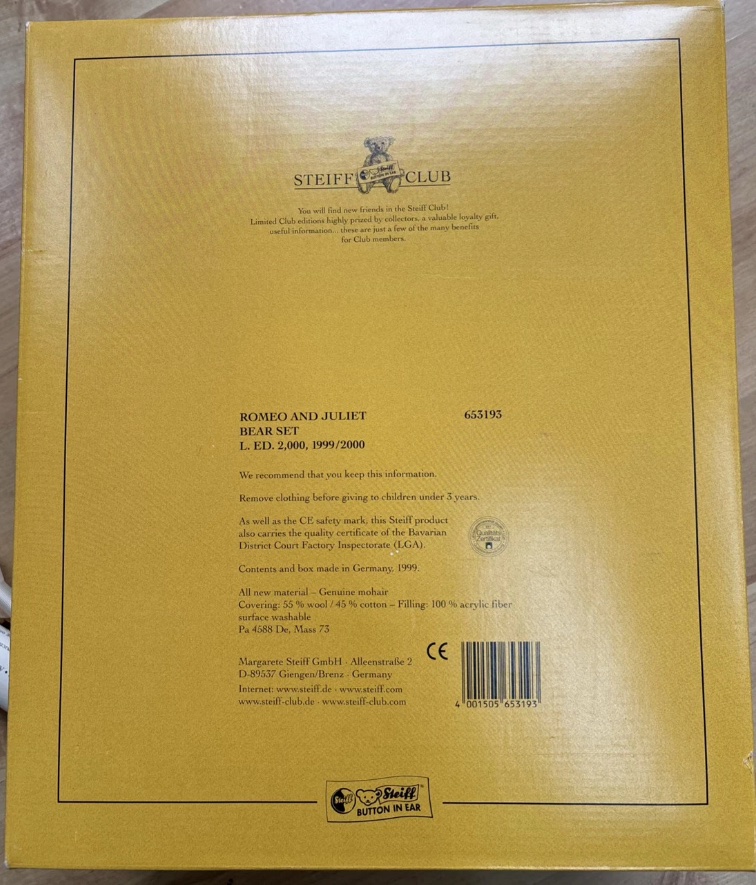 STEIFF Steiff BUTTON IN EAR CLUB
You will find new friends in the Steiff Club!
Limited Club editions highly prized by collectors, a valuable loyalty gift,
useful information... these are just a few of the many benefits
for Club members.
ROMEO AND JULIET 653193
BEAR SET
L. ED. 2,000, 1999/2000
We recommend that you keep this information.
Remove clothing before giving to children under 3 years.
As well as the CE safety mark, this Steiff product
also carries the quality certificate of the Bavarian
District Court Factory Inspectorate (LGA).
Qualitäts
Zertifikat
Contents and box made in Germany, 1999.
All new material – Genuine mohair
Covering: 55 % wool / 45 % cotton – Filling: 100 % acrylic fiber
surface washable
Pa 4588 De, Mass 73
CE
Margarete Steiff GmbH · Alleenstraße 2
D-89537 Giengen/Brenz · Germany
Internet: www.steiff.de · www.steiff.com
www.steiff-club.de · www.steiff-club.com
4 001505 653193
Steiff Steiff
BUTTON IN EAR